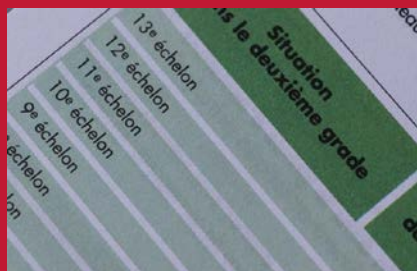 Situation
le deuxième grade
13e échelon
12e échelon
11e échelon
10e échelon
9e échelon
échelon